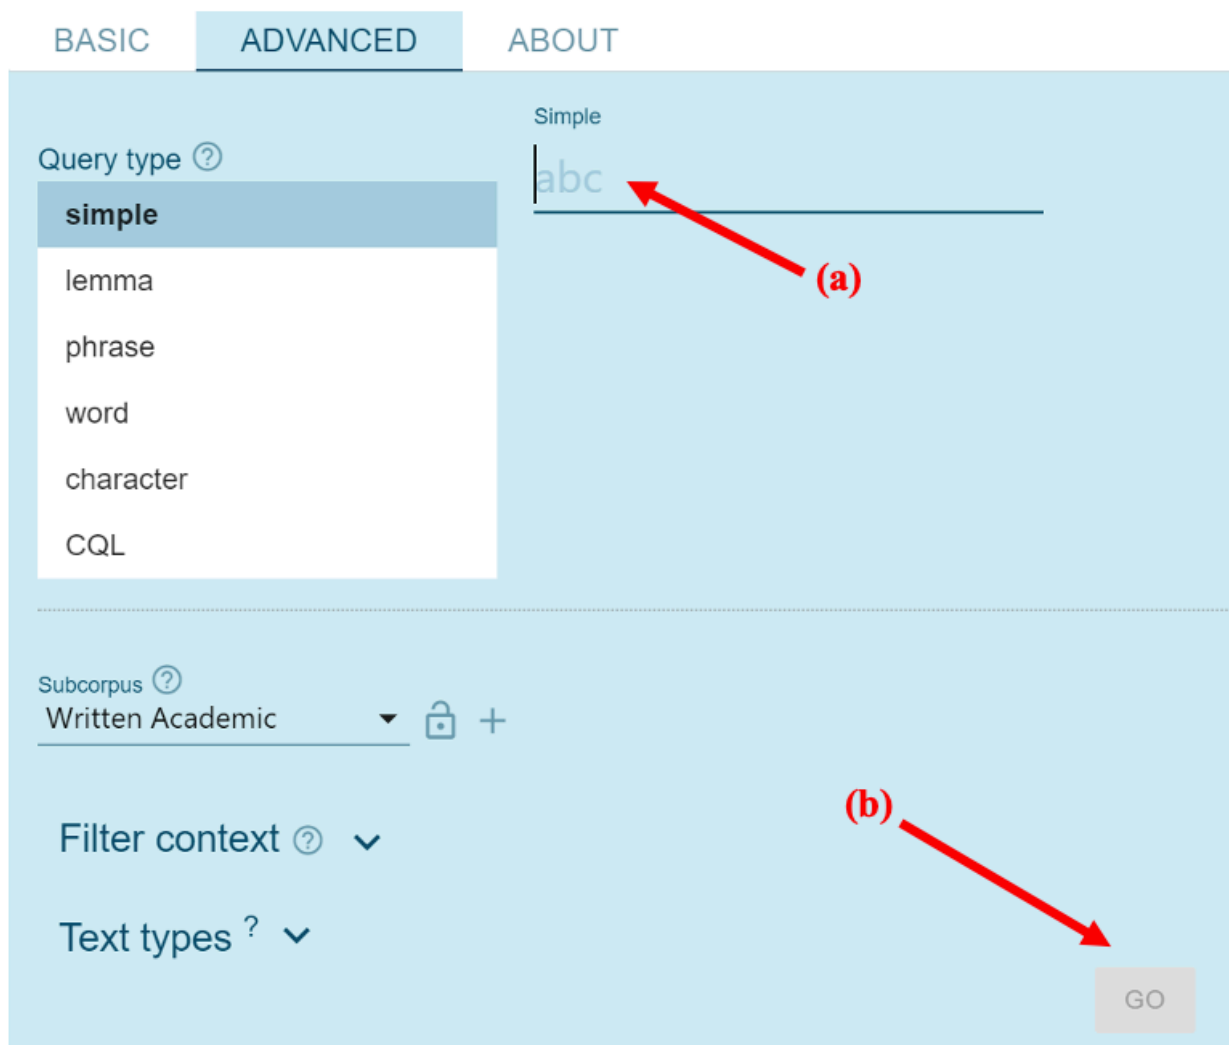 BASIC ADVANCED ABOUT
Simple
Query type ?
abc
simple
(a)
lemma
phrase
word
character
CQL
Subcorpus ?
Written Academic
(b)
Filter context ?
Text types ?
GO